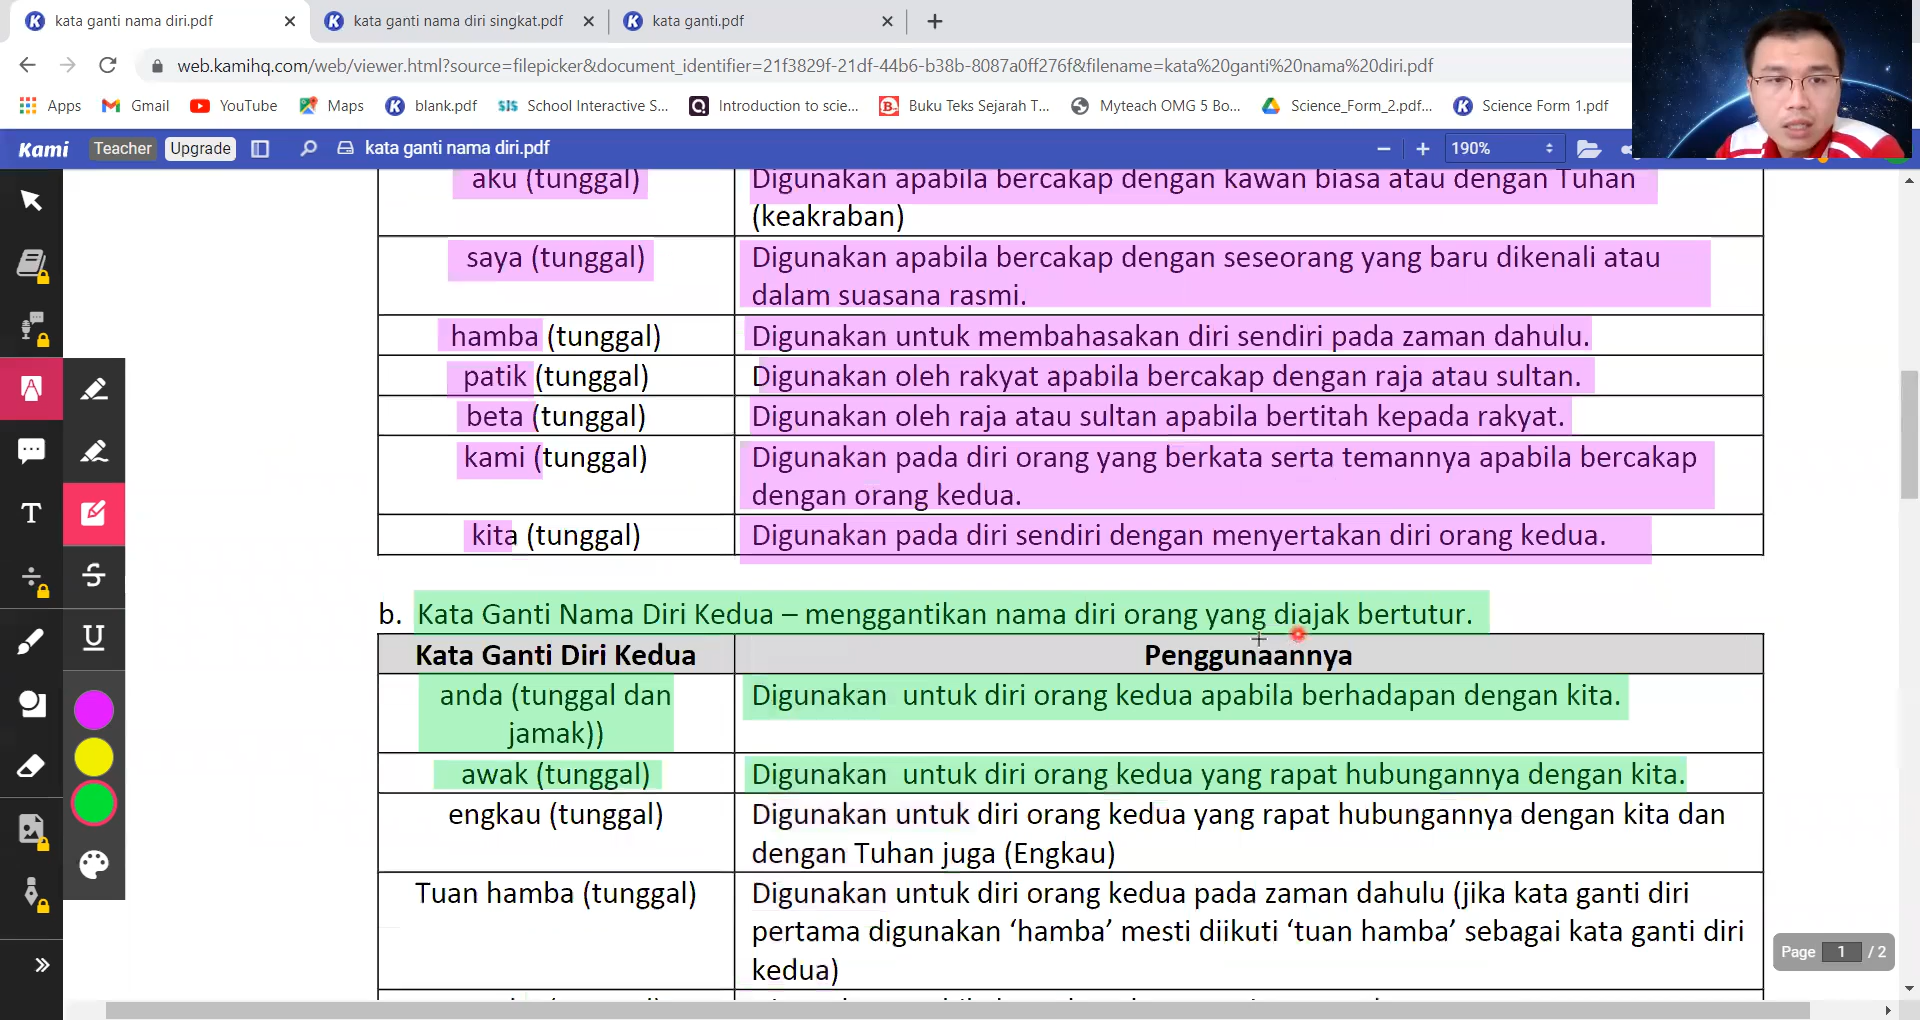 kata ganti nama diri.pdf
kata ganti nama diri singkat.pdf
kata ganti.pdf
web.kamihq.com/web/viewer.html?source=filepicker&document_identifier=21f3829f-21df-44b6-b38b-8087a0ff276f&filename=kata%20ganti%20nama%20diri.pdf
Apps
Gmail
YouTube
Maps
blank.pdf
School Interactive S...
Introduction to scie...
Buku Teks Sejarah T...
Myteach OMG 5 Bo...
Science_Form_2.pdf...
Science Form 1.pdf
Kami
Teacher
Upgrade
kata ganti nama diri.pdf
190%
aku (tunggal)
Digunakan apabila bercakap dengan kawan biasa atau dengan Tuhan
(keakraban)
saya (tunggal)
Digunakan apabila bercakap dengan seseorang yang baru dikenali atau
dalam suasana rasmi.
hamba (tunggal)
Digunakan untuk membahasakan diri sendiri pada zaman dahulu.
patik (tunggal)
Digunakan oleh rakyat apabila bercakap dengan raja atau sultan.
beta (tunggal)
Digunakan oleh raja atau sultan apabila bertitah kepada rakyat.
kami (tunggal)
Digunakan pada diri orang yang berkata serta temannya apabila bercakap
dengan orang kedua.
kita (tunggal)
Digunakan pada diri sendiri dengan menyertakan diri orang kedua.
b. Kata Ganti Nama Diri Kedua – menggantikan nama diri orang yang diajak bertutur.
Kata Ganti Diri Kedua
Penggunaannya
anda (tunggal dan
jamak))
Digunakan  untuk diri orang kedua apabila berhadapan dengan kita.
awak (tunggal)
Digunakan  untuk diri orang kedua yang rapat hubungannya dengan kita.
engkau (tunggal)
Digunakan untuk diri orang kedua yang rapat hubungannya dengan kita dan
dengan Tuhan juga (Engkau)
Tuan hamba (tunggal)
Digunakan untuk diri orang kedua pada zaman dahulu (jika kata ganti diri
pertama digunakan ‘hamba’ mesti diikuti ‘tuan hamba’ sebagai kata ganti diri
kedua)
Page 1 / 2